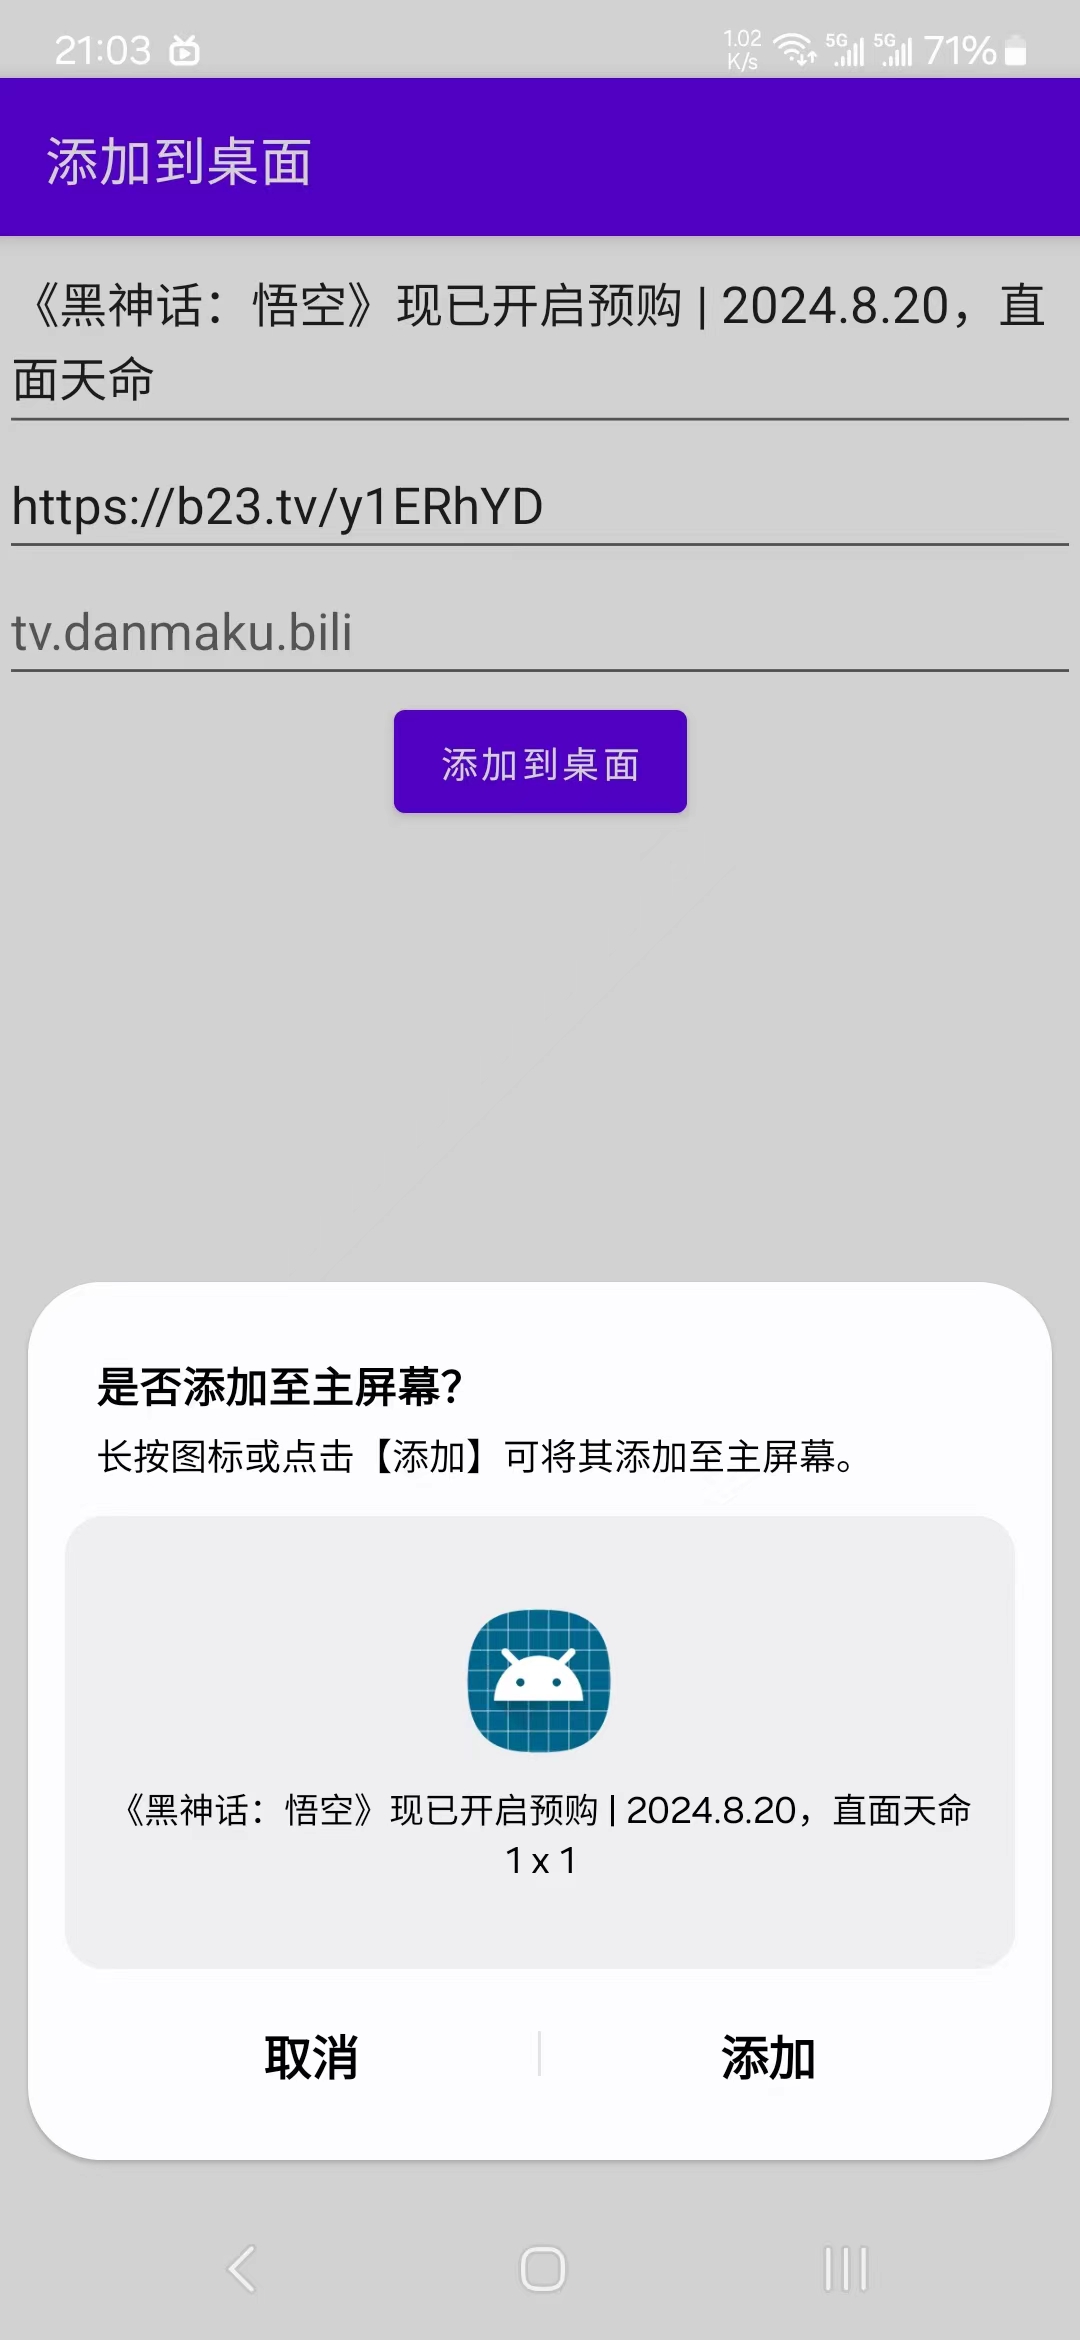 21:03
1.02
K/s
5G
5G
71%
添加到桌面
《黑神话：悟空》现已开启预购 | 2024.8.20，直
面天命
https://b23.tv/y1ERhYD
tv.danmaku.bili
添加到桌面
是否添加至主屏幕？
长按图标或点击【添加】可将其添加至主屏幕。
《黑神话：悟空》现已开启预购 | 2024.8.20，直面天命
1 x 1
取消
添加